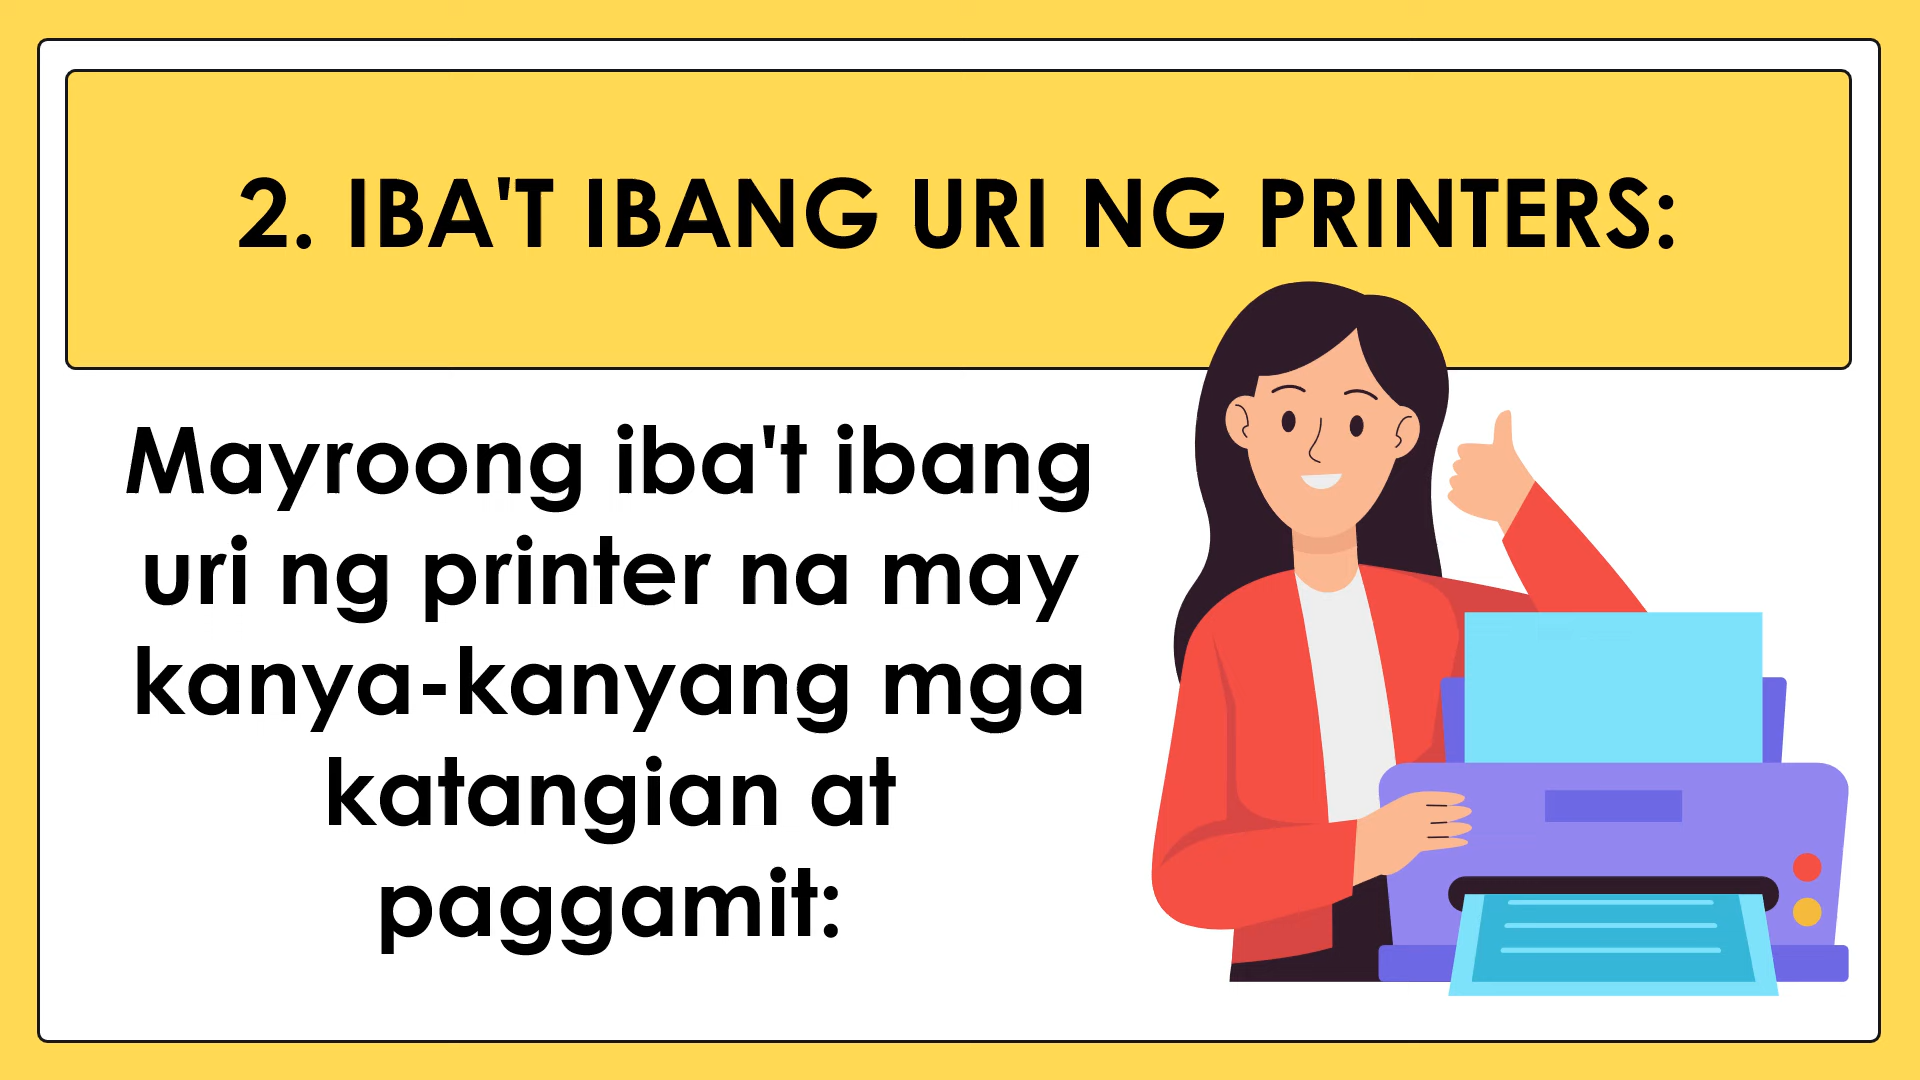 2. IBA'T IBANG URI NG PRINTERS:
Mayroong iba't ibang
uri ng printer na may
kanya-kanyang mga
katangian at
paggamit: